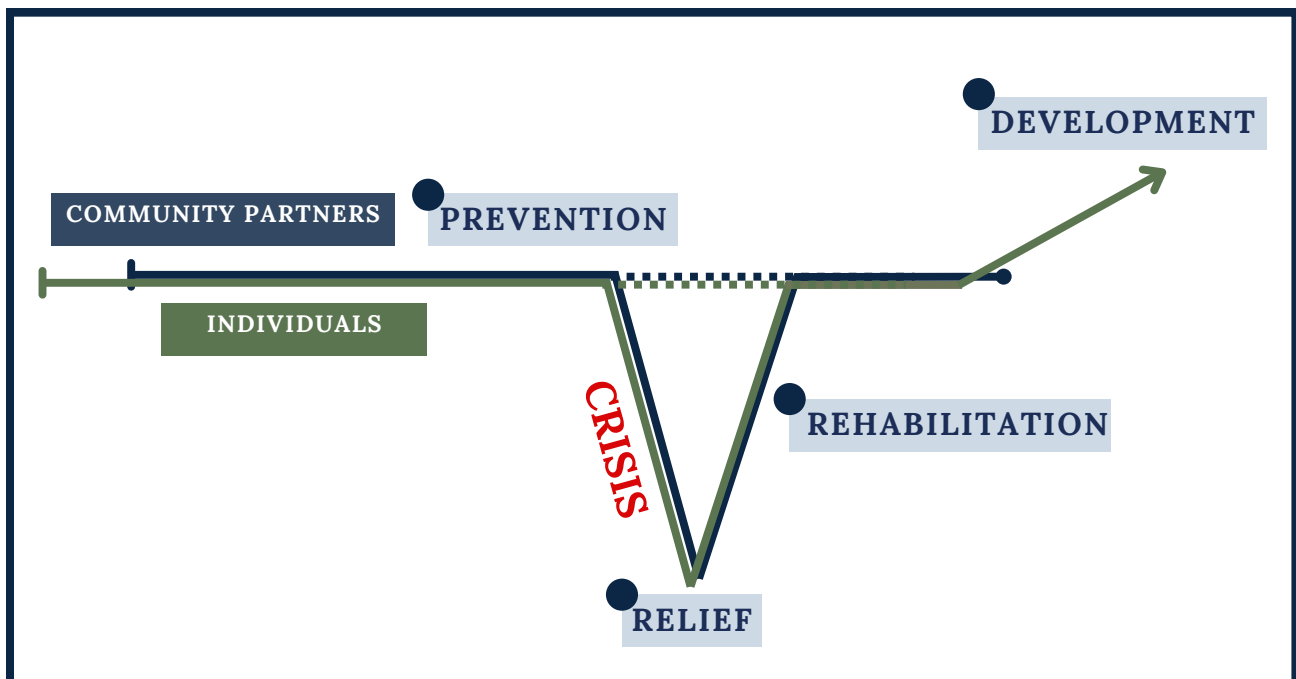 DEVELOPMENT
COMMUNITY PARTNERS
PREVENTION
INDIVIDUALS
CRISIS
REHABILITATION
RELIEF